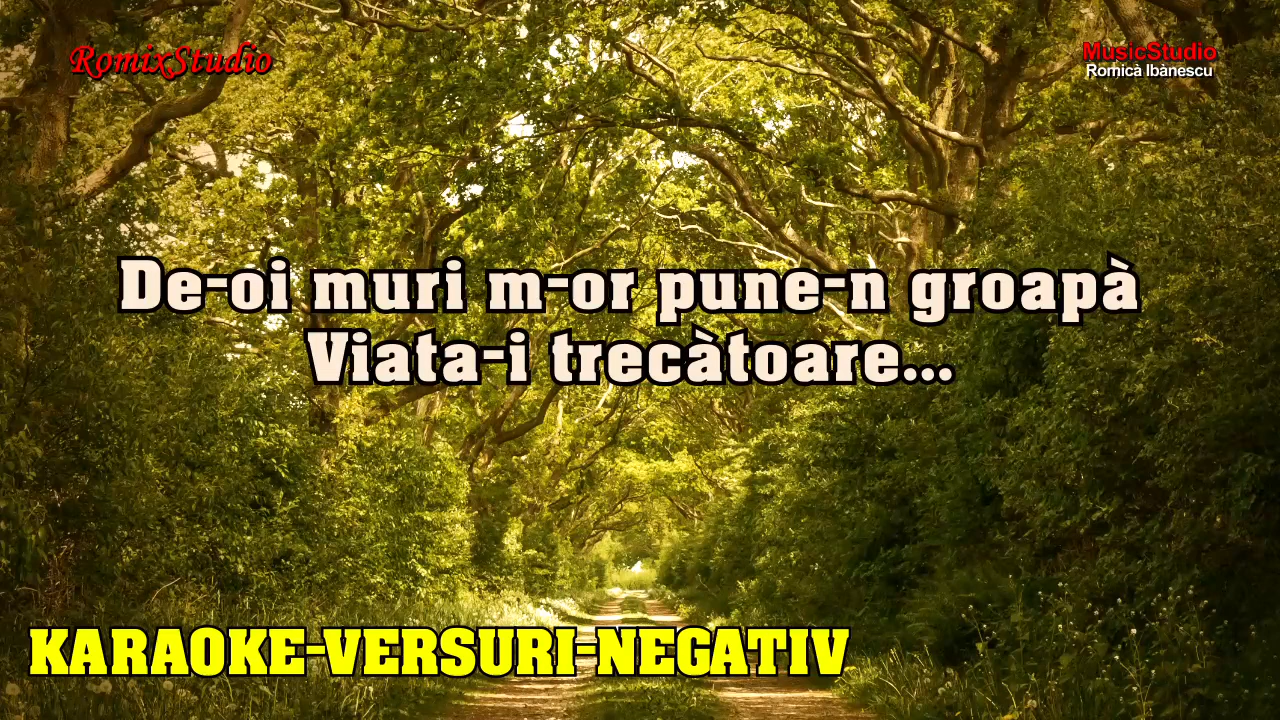 RomixStudio
MusicStudio
Romicà Ibànescu
De-oi muri m-or pune-n groapà
Viata-i trecàtoare...
KARAOKE-VERSURI-NEGATIV